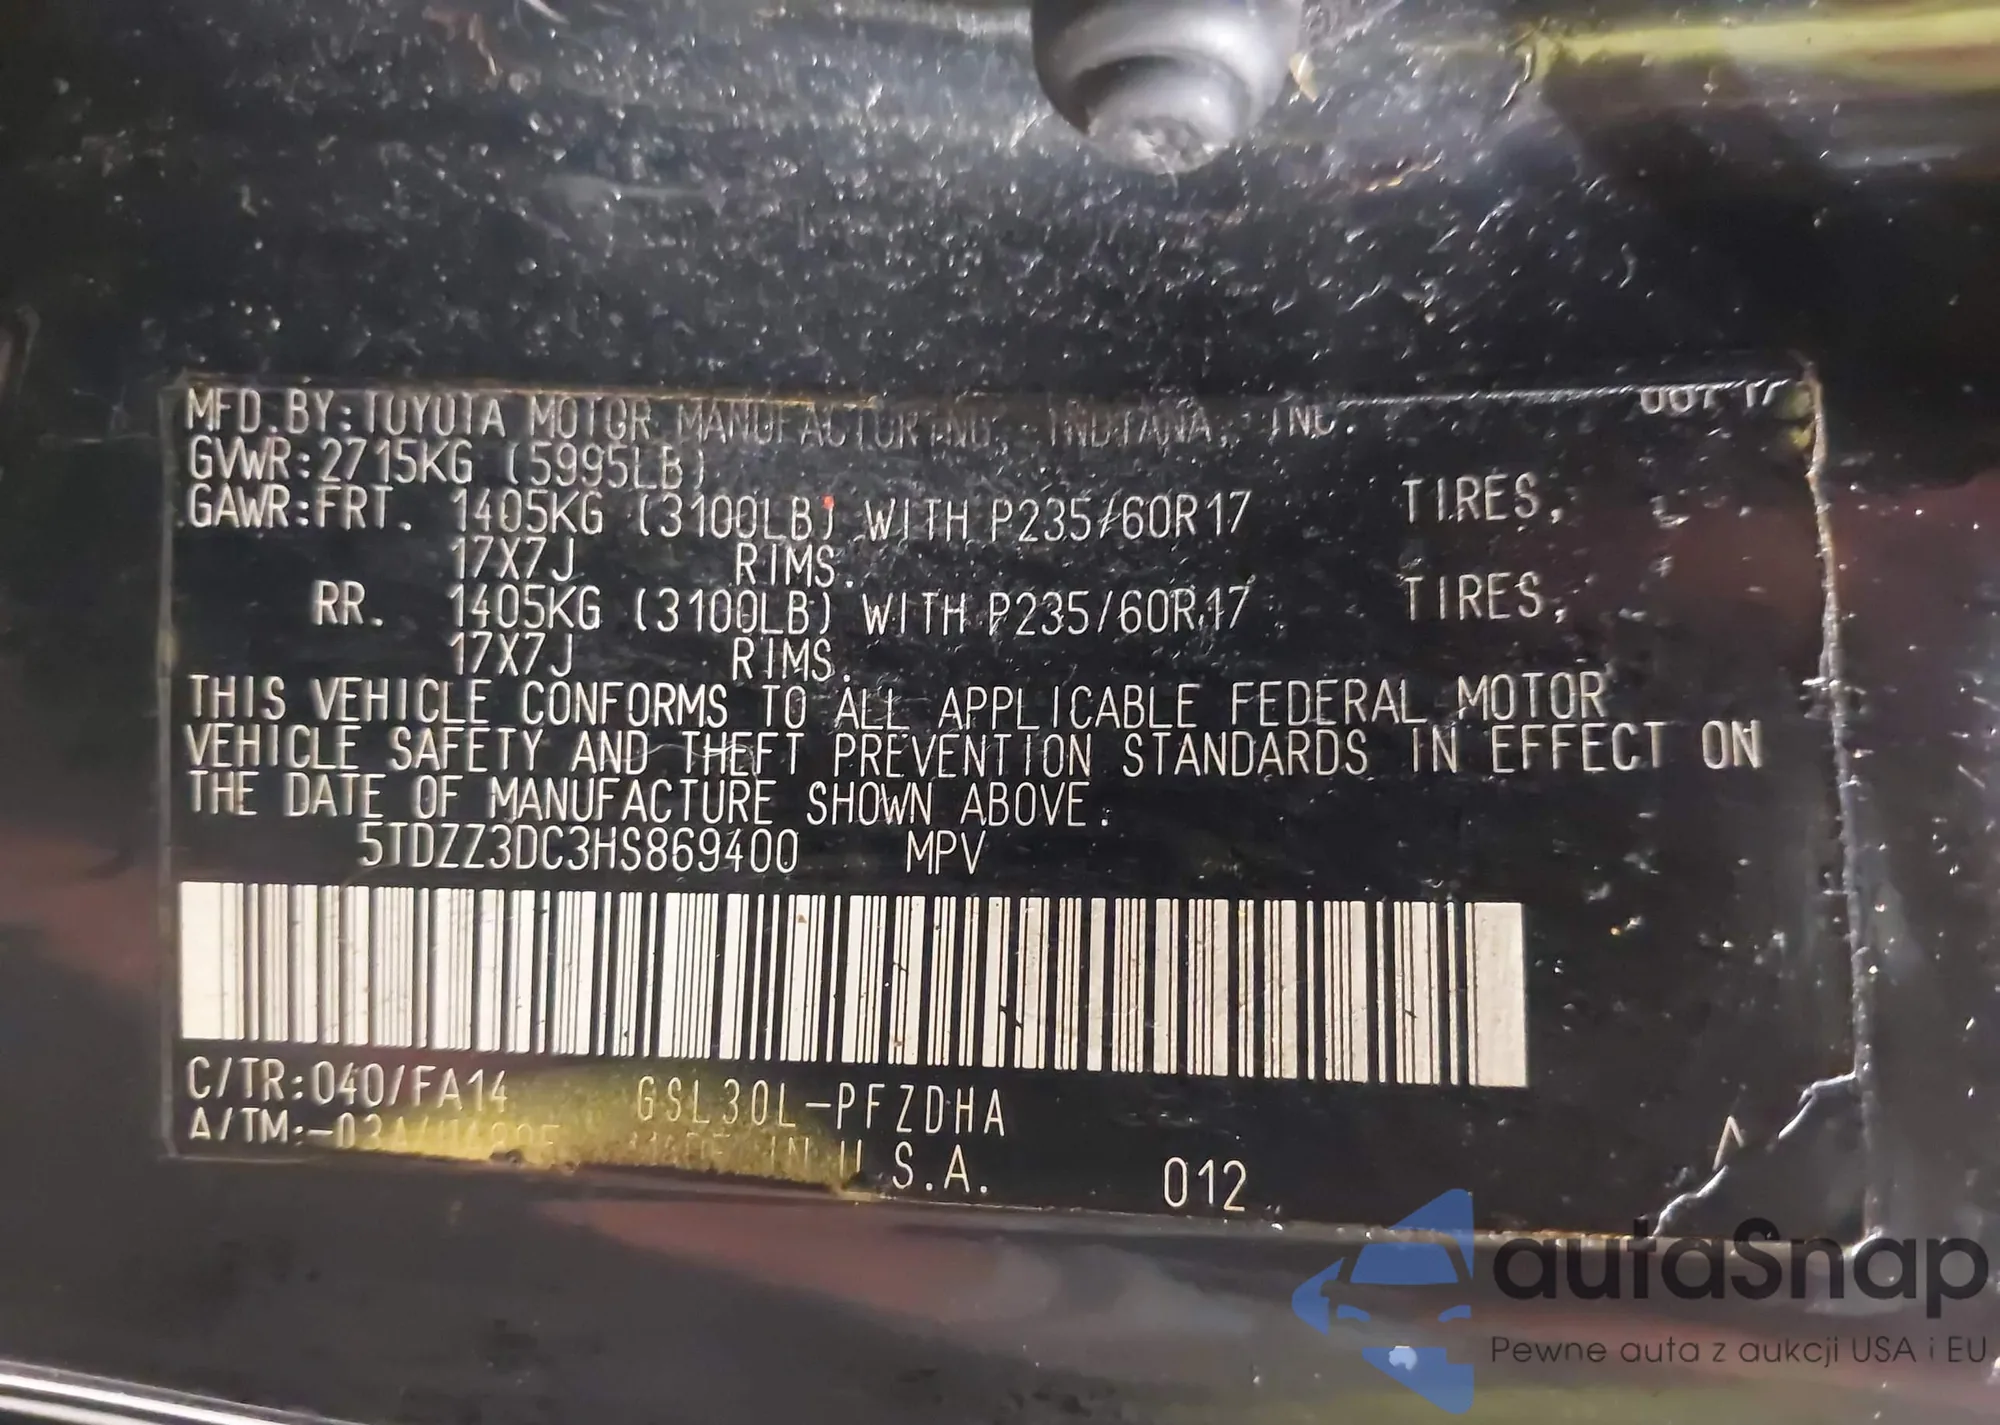 MFD.BY:TOYOTA MOTOR MANUFACTURING, INDIANA, INC.
GVWR:2715KG (5995LB)
GAWR:FRT. 1405KG (3100LB) WITH P235/60R17 TIRES,
17X7J RIMS.
RR. 1405KG (3100LB) WITH P235/60R17 TIRES,
17X7J RIMS.
THIS VEHICLE CONFORMS TO ALL APPLICABLE FEDERAL MOTOR
VEHICLE SAFETY AND THEFT PREVENTION STANDARDS IN EFFECT ON
THE DATE OF MANUFACTURE SHOWN ABOVE.
5TDZZ3DC3HS869400 MPV
C/TR:040/FA14 GSL30L-PFZDHA
A/TM: MADE IN U.S.A. 012
autaSnap
Pewne auta z aukcji USA i EU